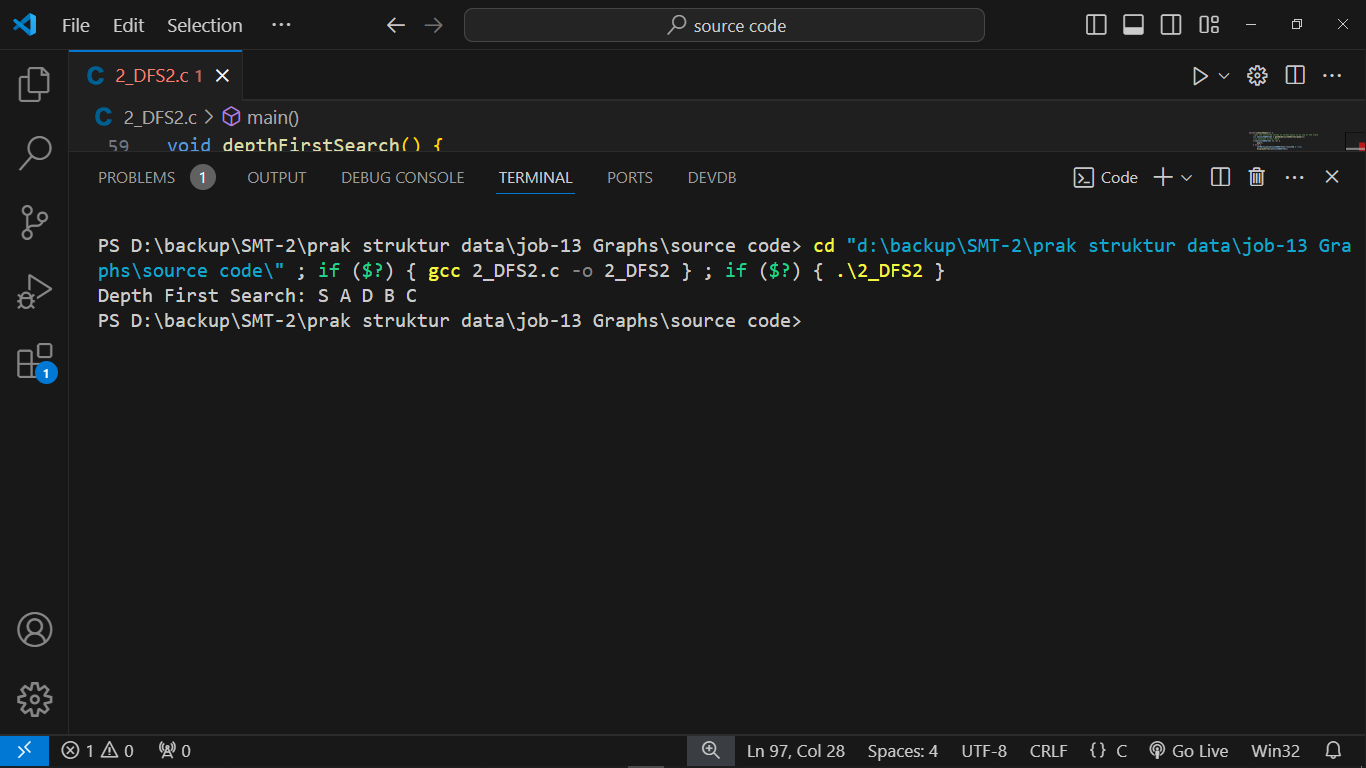 File Edit Selection ··· source code
C 2_DFS2.c 1
C 2_DFS2.c > main()
59 void depthFirstSearch() {
PROBLEMS 1 OUTPUT DEBUG CONSOLE TERMINAL PORTS DEVDB Code
PS D:\backup\SMT-2\prak struktur data\job-13 Graphs\source code> cd "d:\backup\SMT-2\prak struktur data\job-13 Gra
phs\source code\" ; if ($?) { gcc 2_DFS2.c -o 2_DFS2 } ; if ($?) { .\2_DFS2 }
Depth First Search: S A D B C
PS D:\backup\SMT-2\prak struktur data\job-13 Graphs\source code>
1
1 0 0 Ln 97, Col 28 Spaces: 4 UTF-8 CRLF {} C Go Live Win32